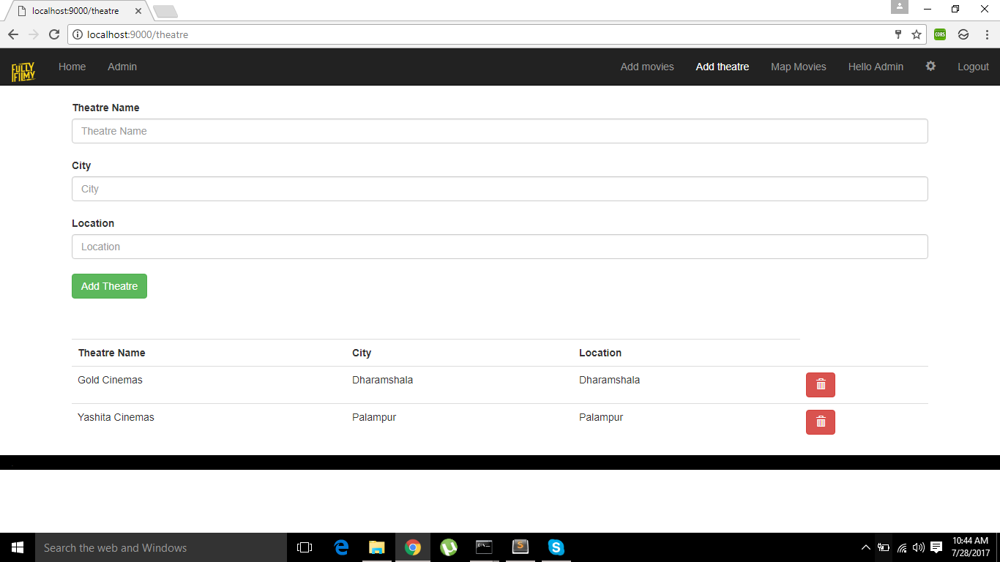 localhost:9000/theatre
localhost:9000/theatre
CORS
FULLY FILMY
Home
Admin
Add movies
Add theatre
Map Movies
Hello Admin
Logout
Theatre Name
Theatre Name
City
City
Location
Location
Add Theatre
Theatre Name City Location
Gold Cinemas Dharamshala Dharamshala
Yashita Cinemas Palampur Palampur
Search the web and Windows
10:44 AM
7/28/2017